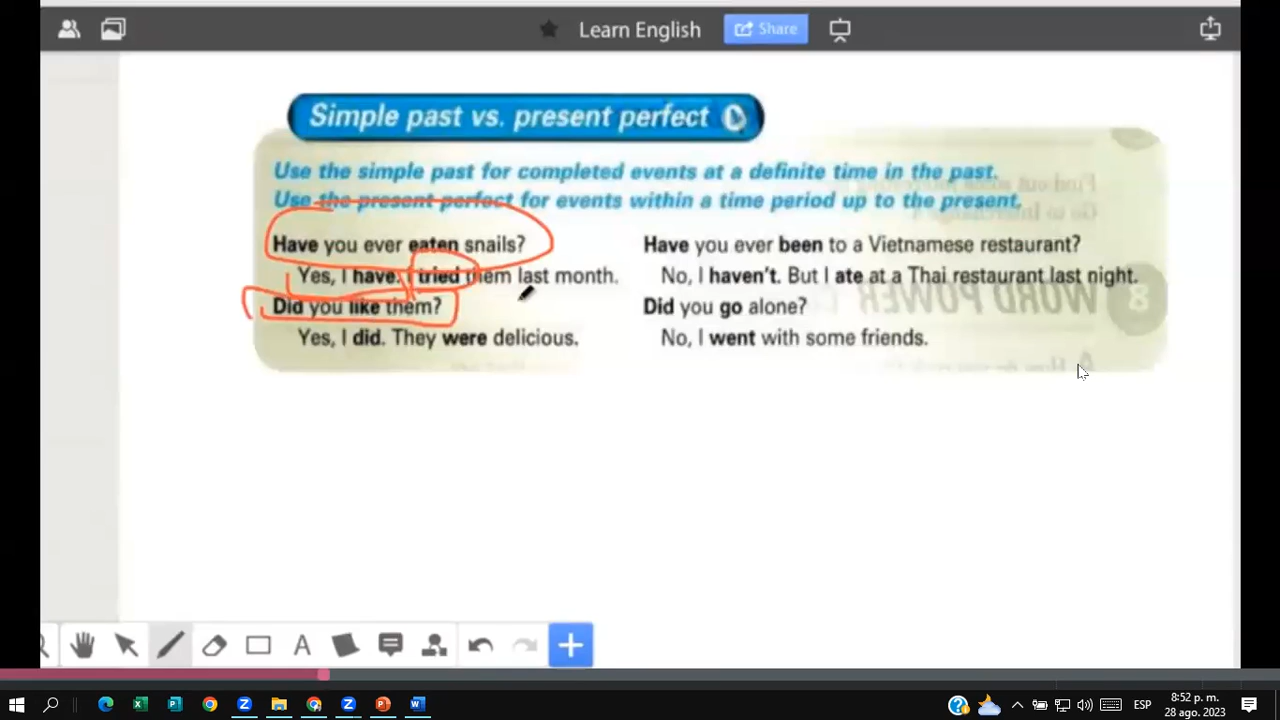 Learn English
Share
Simple past vs. present perfect
Use the simple past for completed events at a definite time in the past.
Use the present perfect for events within a time period up to the present.
Have you ever eaten snails?
Yes, I have. I tried them last month.
Did you like them?
Yes, I did. They were delicious.
Have you ever been to a Vietnamese restaurant?
No, I haven't. But I ate at a Thai restaurant last night.
Did you go alone?
No, I went with some friends.
WORD POWER
8
A
ESP
8:52 p. m.
28 ago. 2023